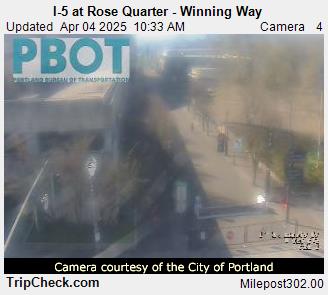 I-5 at Rose Quarter - Winning Way
Updated Apr 04 2025 10:33 AM Camera 4
PBOT
PORTLAND BUREAU OF TRANSPORTATION
Camera courtesy of the City of Portland
TripCheck.com Milepost302.00